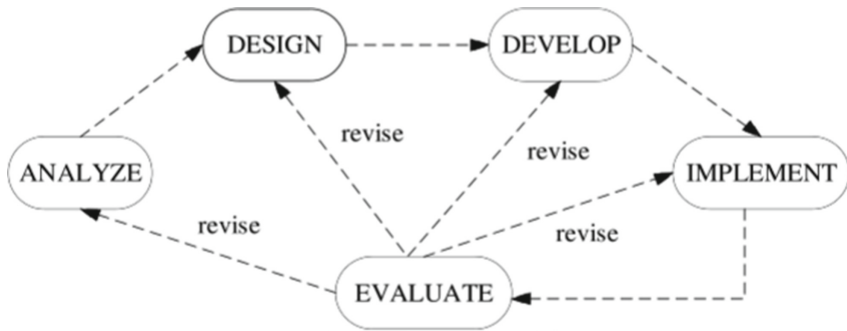 DESIGN
DEVELOP
revise
revise
ANALYZE
IMPLEMENT
revise
revise
EVALUATE